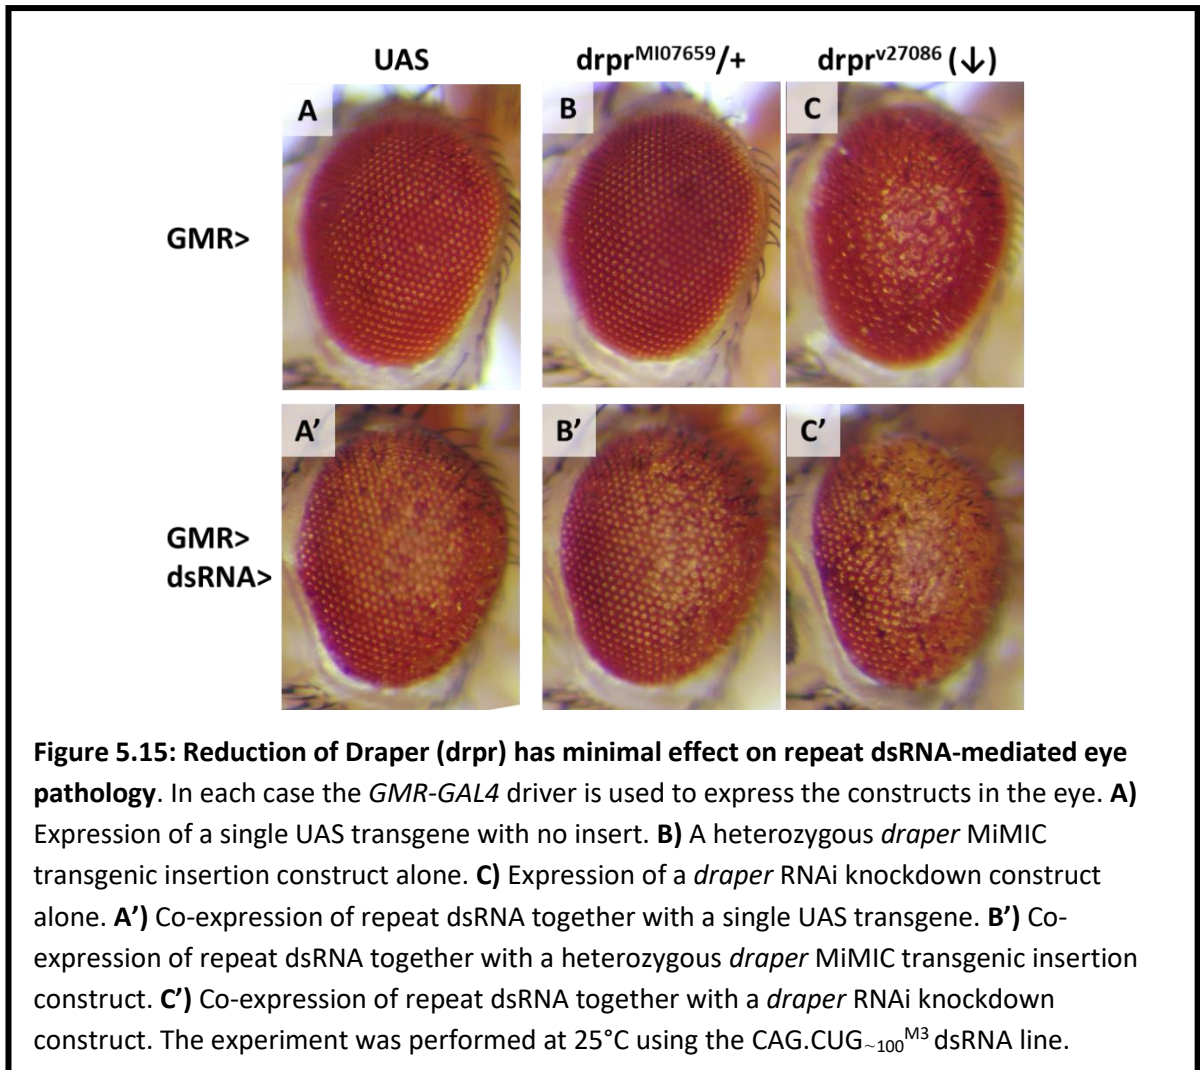 UAS drpr^MI07659/+ drpr^v27086 (↓)
A B C
GMR>
A’ B’ C’
GMR>
dsRNA>
Figure 5.15: Reduction of Draper (drpr) has minimal effect on repeat dsRNA-mediated eye
pathology. In each case the GMR-GAL4 driver is used to express the constructs in the eye. A)
Expression of a single UAS transgene with no insert. B) A heterozygous draper MiMIC
transgenic insertion construct alone. C) Expression of a draper RNAi knockdown construct
alone. A’) Co-expression of repeat dsRNA together with a single UAS transgene. B’) Co-
expression of repeat dsRNA together with a heterozygous draper MiMIC transgenic insertion
construct. C’) Co-expression of repeat dsRNA together with a draper RNAi knockdown
construct. The experiment was performed at 25°C using the CAG.CUG~100^M3 dsRNA line.